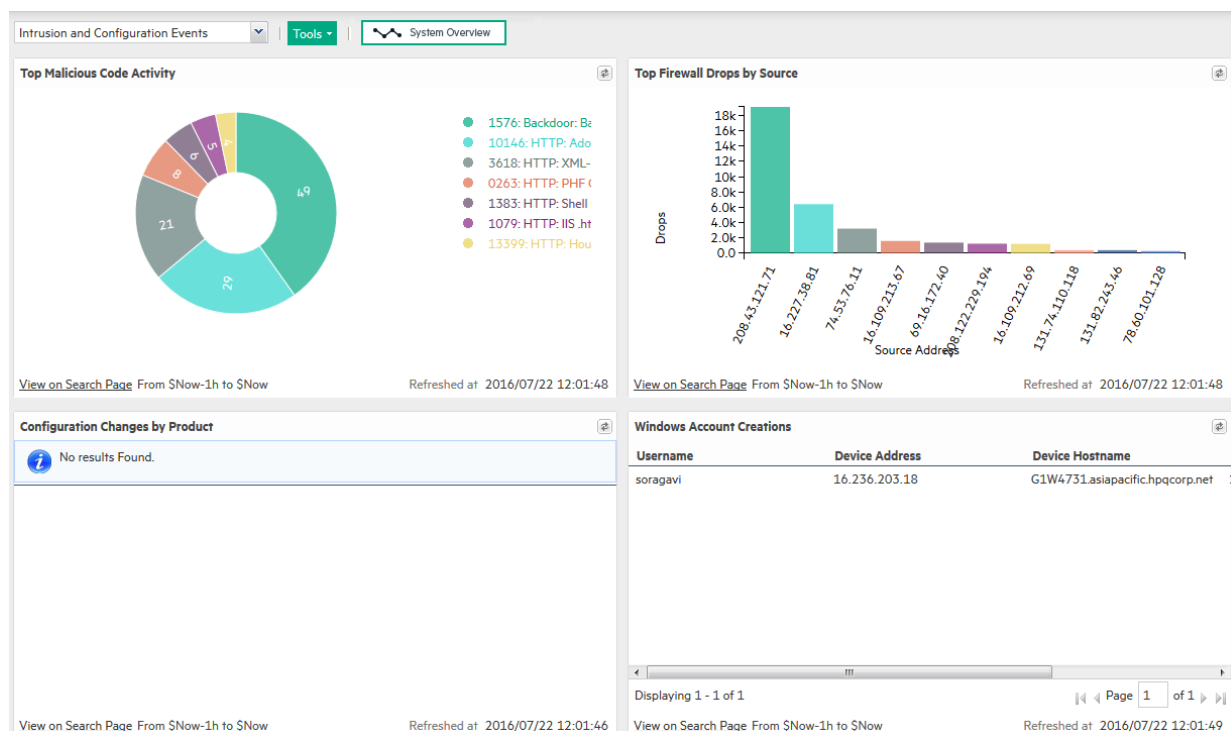 Intrusion and Configuration Events
Tools
System Overview
Top Malicious Code Activity
49
29
21
8
6
5
4
1576: Backdoor: Ba
10146: HTTP: Ado
3618: HTTP: XML-
0263: HTTP: PHF
1383: HTTP: Shell
1079: HTTP: IIS .ht
13399: HTTP: Hou
View on Search Page From $Now-1h to $Now
Refreshed at 2016/07/22 12:01:48
Top Firewall Drops by Source
Drops
18k
16k
14k
12k
10k
8.0k
6.0k
4.0k
2.0k
0.0
208.43.121.71
16.227.38.81
74.53.76.11
16.109.213.67
69.16.172.40
208.122.229.194
16.109.212.69
131.74.110.118
131.82.243.46
78.60.101.128
Source Address
View on Search Page From $Now-1h to $Now
Refreshed at 2016/07/22 12:01:48
Configuration Changes by Product
No results Found.
View on Search Page From $Now-1h to $Now
Refreshed at 2016/07/22 12:01:46
Windows Account Creations
Username Device Address Device Hostname
soragavi 16.236.203.18 G1W4731.asiapacific.hpqcorp.net
Displaying 1 - 1 of 1
Page 1 of 1
View on Search Page From $Now-1h to $Now
Refreshed at 2016/07/22 12:01:49